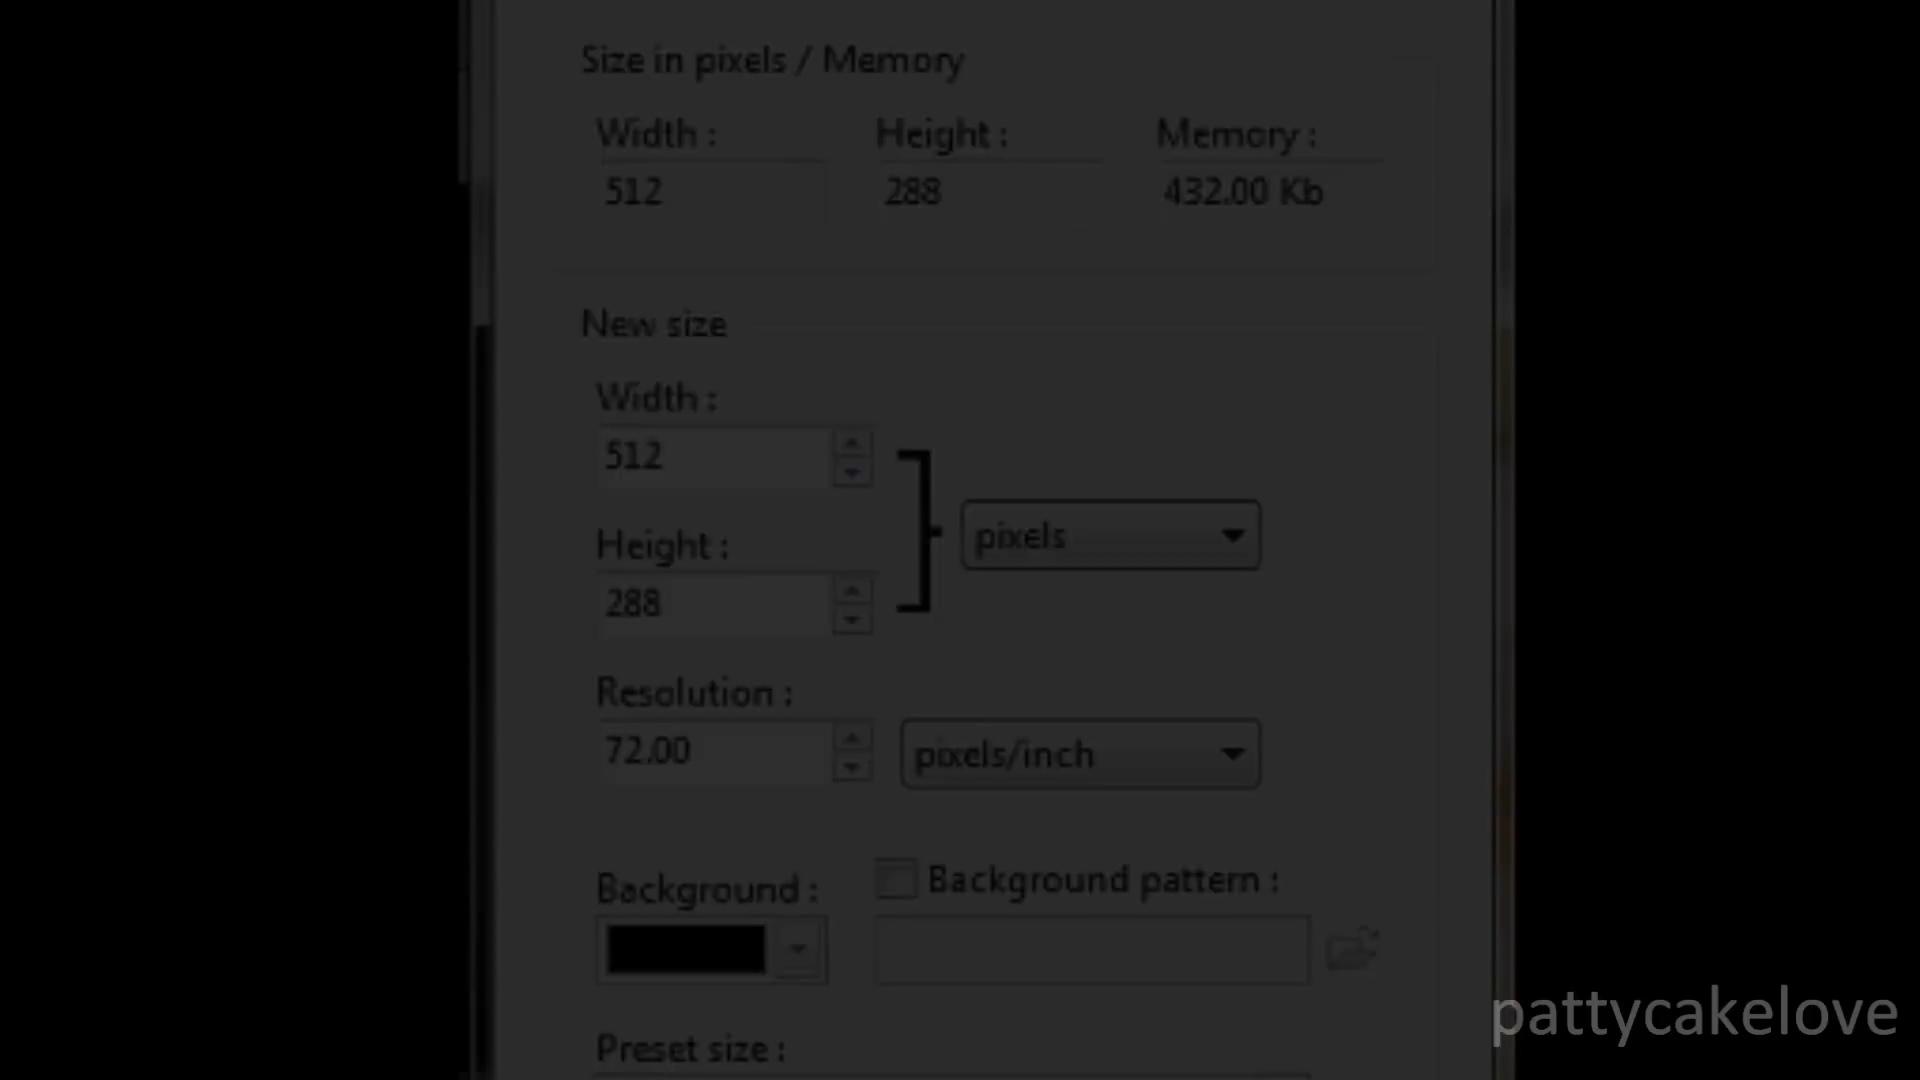 Size in pixels / Memory
Width : Height : Memory :
512 288 432.00 Kb
New size
Width :
512
pixels
Height :
288
Resolution :
72.00 pixels/inch
Background : Background pattern :
Preset size :
pattycakelove